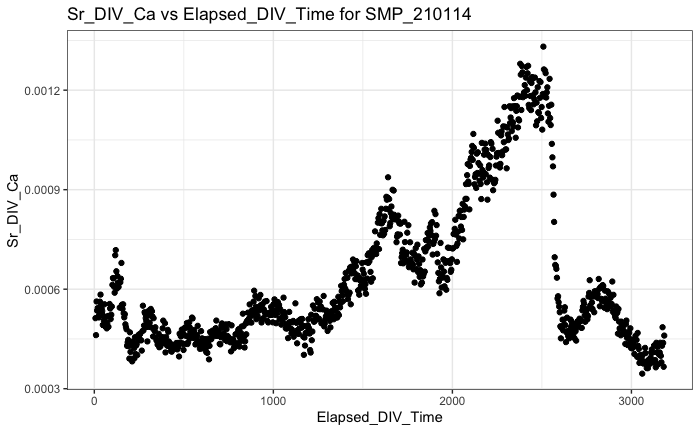 Sr_DIV_Ca vs Elapsed_DIV_Time for SMP_210114
0.0012
0.0009
0.0006
0.0003
Sr_DIV_Ca
0
1000
2000
3000
Elapsed_DIV_Time